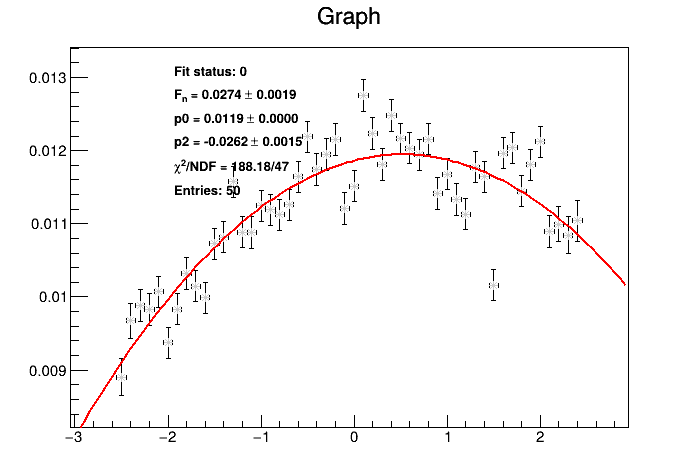 Graph
0.013
0.012
0.011
0.01
0.009
Fit status: 0
Fn = 0.0274 ± 0.0019
p0 = 0.0119 ± 0.0000
p2 = -0.0262 ± 0.0015
χ²/NDF = 188.18/47
Entries: 50
−3 −2 −1 0 1 2